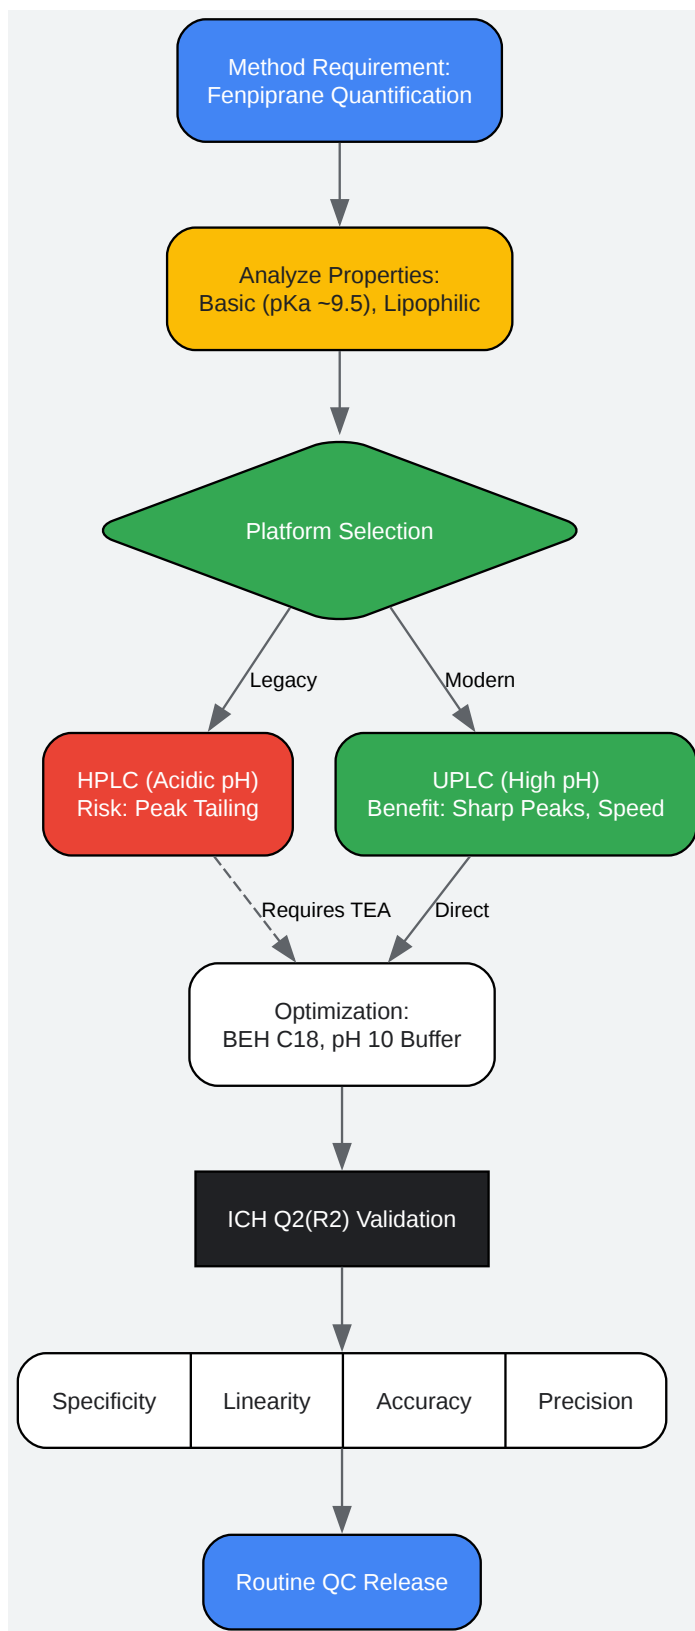 Method Requirement:
Fenpiprane Quantification
Analyze Properties:
Basic (pKa ~9.5), Lipophilic
Platform Selection
Legacy
Modern
HPLC (Acidic pH)
Risk: Peak Tailing
UPLC (High pH)
Benefit: Sharp Peaks, Speed
Requires TEA
Direct
Optimization:
BEH C18, pH 10 Buffer
ICH Q2(R2) Validation
Specificity
Linearity
Accuracy
Precision
Routine QC Release